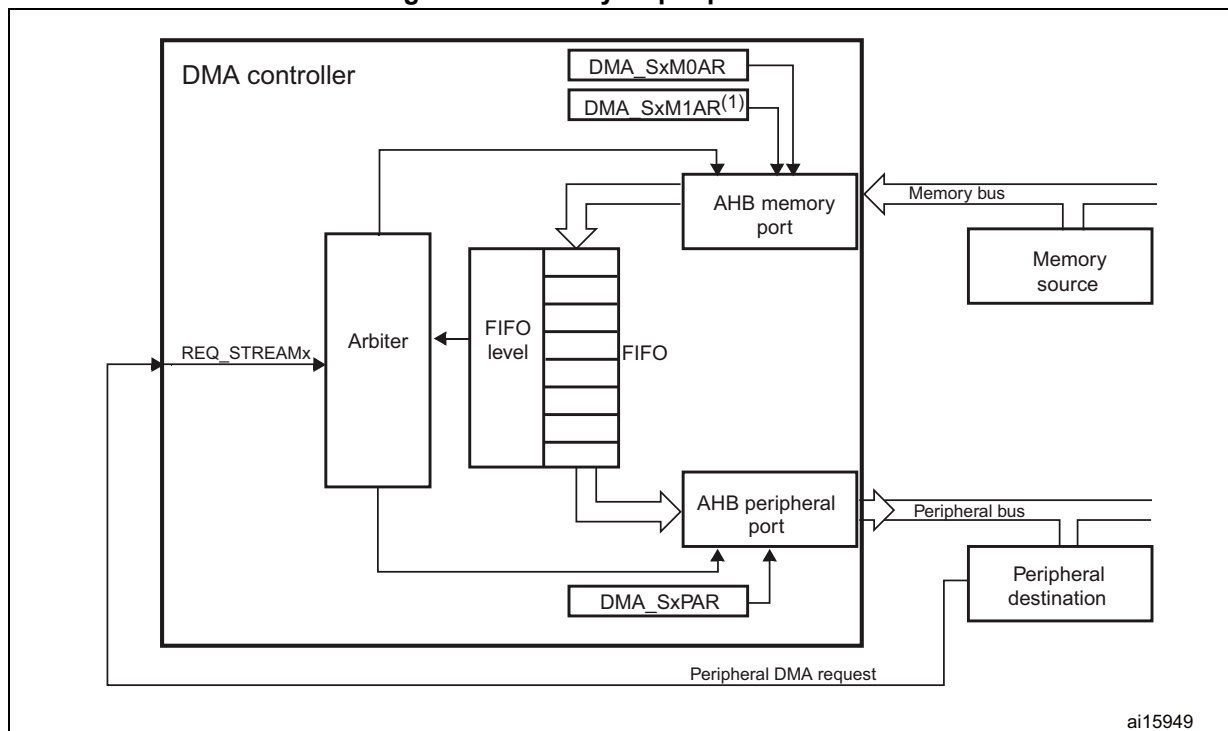 DMA controller
DMA_SxM0AR
DMA_SxM1AR(1)
AHB memory
port
Memory bus
Memory
source
REQ_STREAMx
Arbiter
FIFO
level
FIFO
AHB peripheral
port
Peripheral bus
DMA_SxPAR
Peripheral
destination
Peripheral DMA request
ai15949